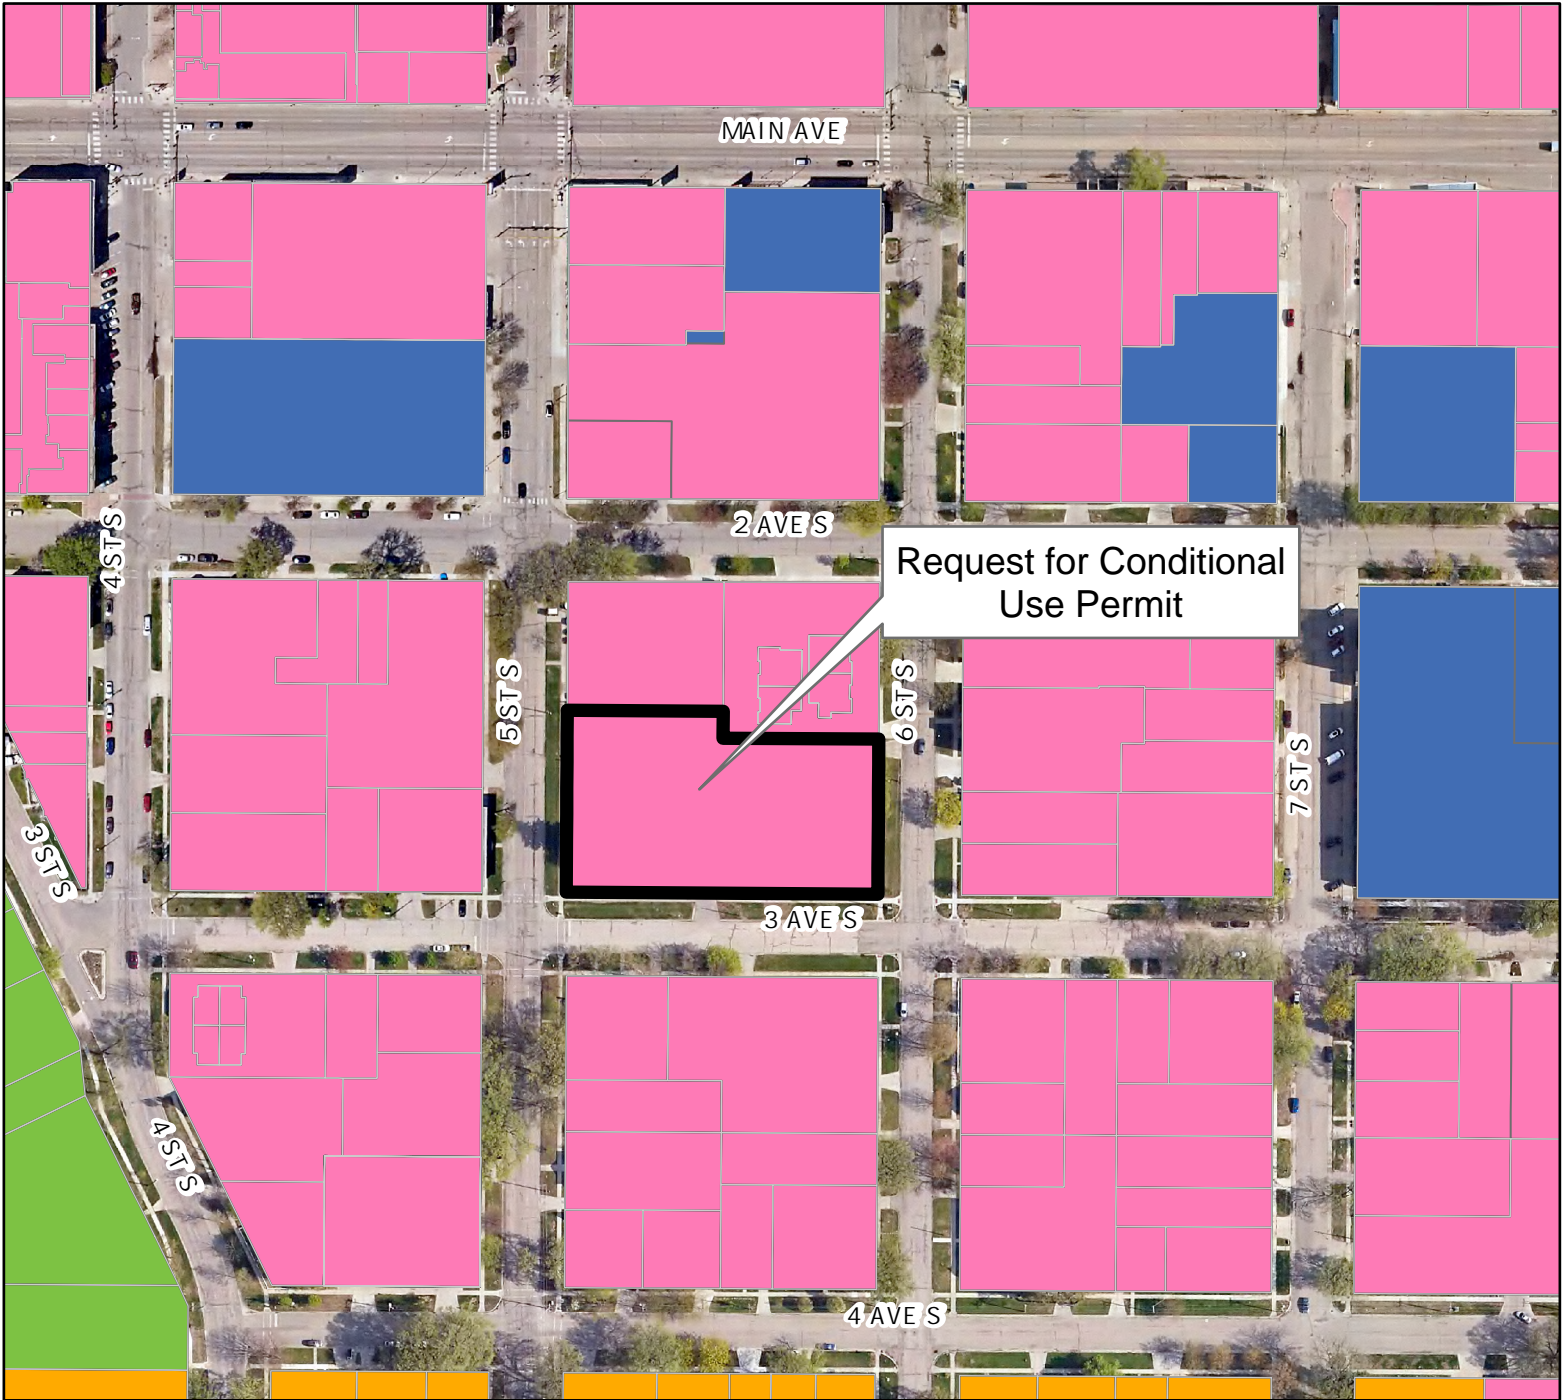 MAIN AVE
4 ST S
2 AVE S
Request for Conditional
Use Permit
5 ST S
6 ST S
7 ST S
3 ST S
3 AVE S
4 ST S
4 AVE S